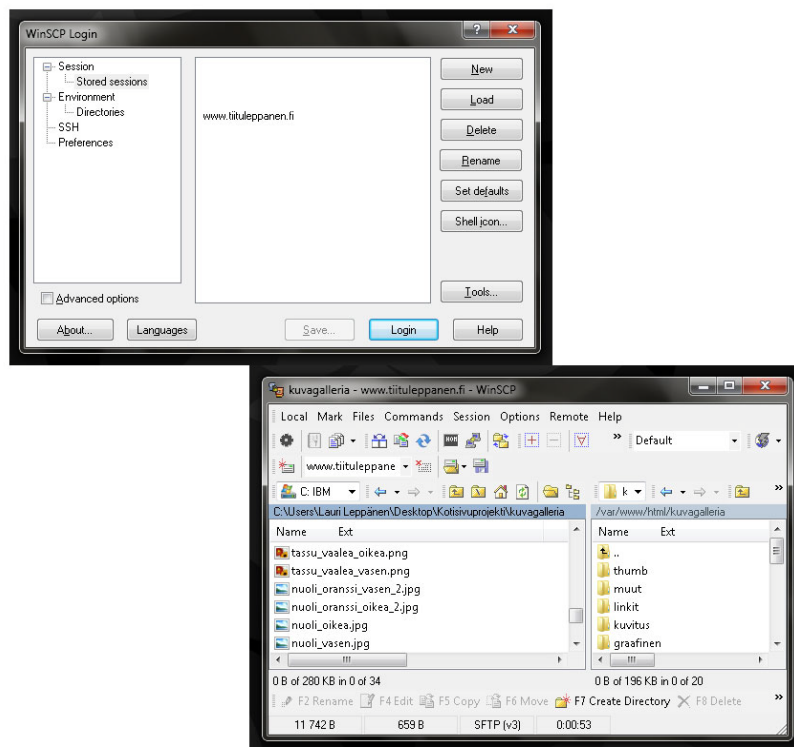 WinSCP Login
Session
Stored sessions
Environment
Directories
SSH
Preferences
www.tiituleppanen.fi
New
Load
Delete
Rename
Set defaults
Shell icon...
Tools...
Advanced options
About...
Languages
Save...
Login
Help
kuvagalleria - www.tiituleppanen.fi - WinSCP
Local Mark Files Commands Session Options Remote Help
» Default
www.tiituleppane
C: IBM
k
»
C:\Users\Lauri Leppänen\Desktop\Kotisivuprojekti\kuvagalleria
/var/www/html/kuvagalleria
Name Ext
Name Ext
tassu_vaalea_oikea.png
tassu_vaalea_vasen.png
nuoli_oranssi_vasen_2.jpg
nuoli_oranssi_oikea_2.jpg
nuoli_oikea.jpg
nuoli_vasen.jpg
..
thumb
muut
linkit
kuvitus
graafinen
0 B of 280 KB in 0 of 34
0 B of 196 KB in 0 of 20
F2 Rename F4 Edit F5 Copy F6 Move F7 Create Directory F8 Delete »
11 742 B 659 B SFTP (v3) 0:00:53